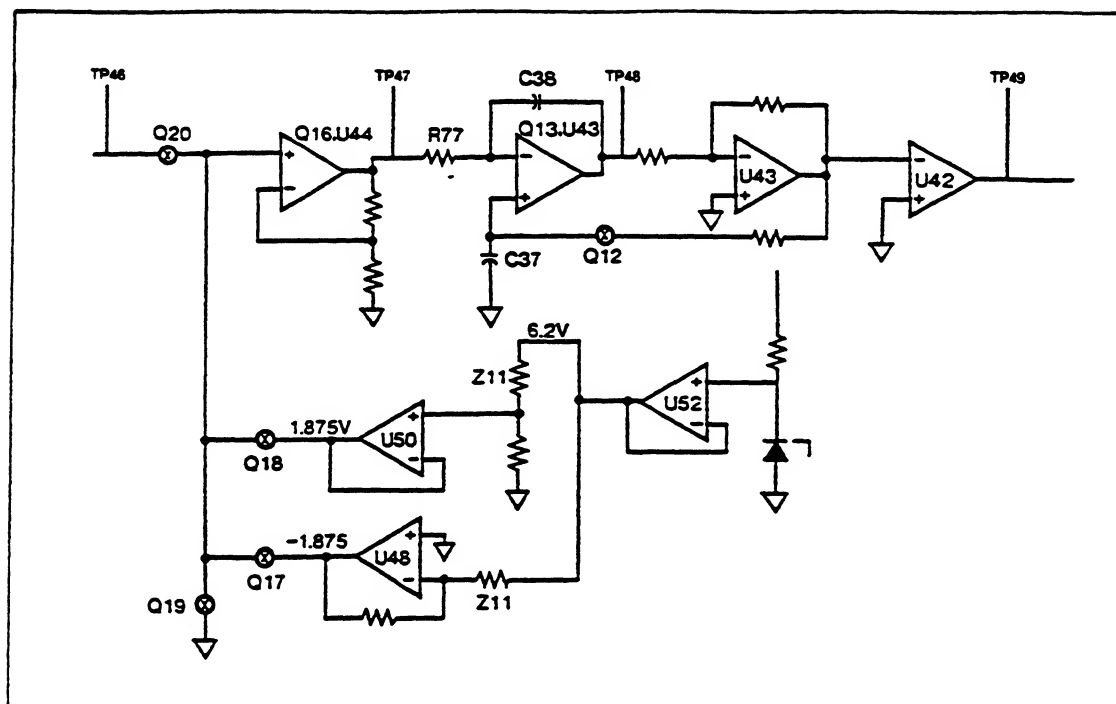 TP46
TP47
C38
TP48
TP49
Q20
Q16.U44
R77
Q13.U43
U43
U42
C37
Q12
6.2V
Z11
U52
1.875V
U50
Q18
-1.875
U48
Q17
Z11
Q19